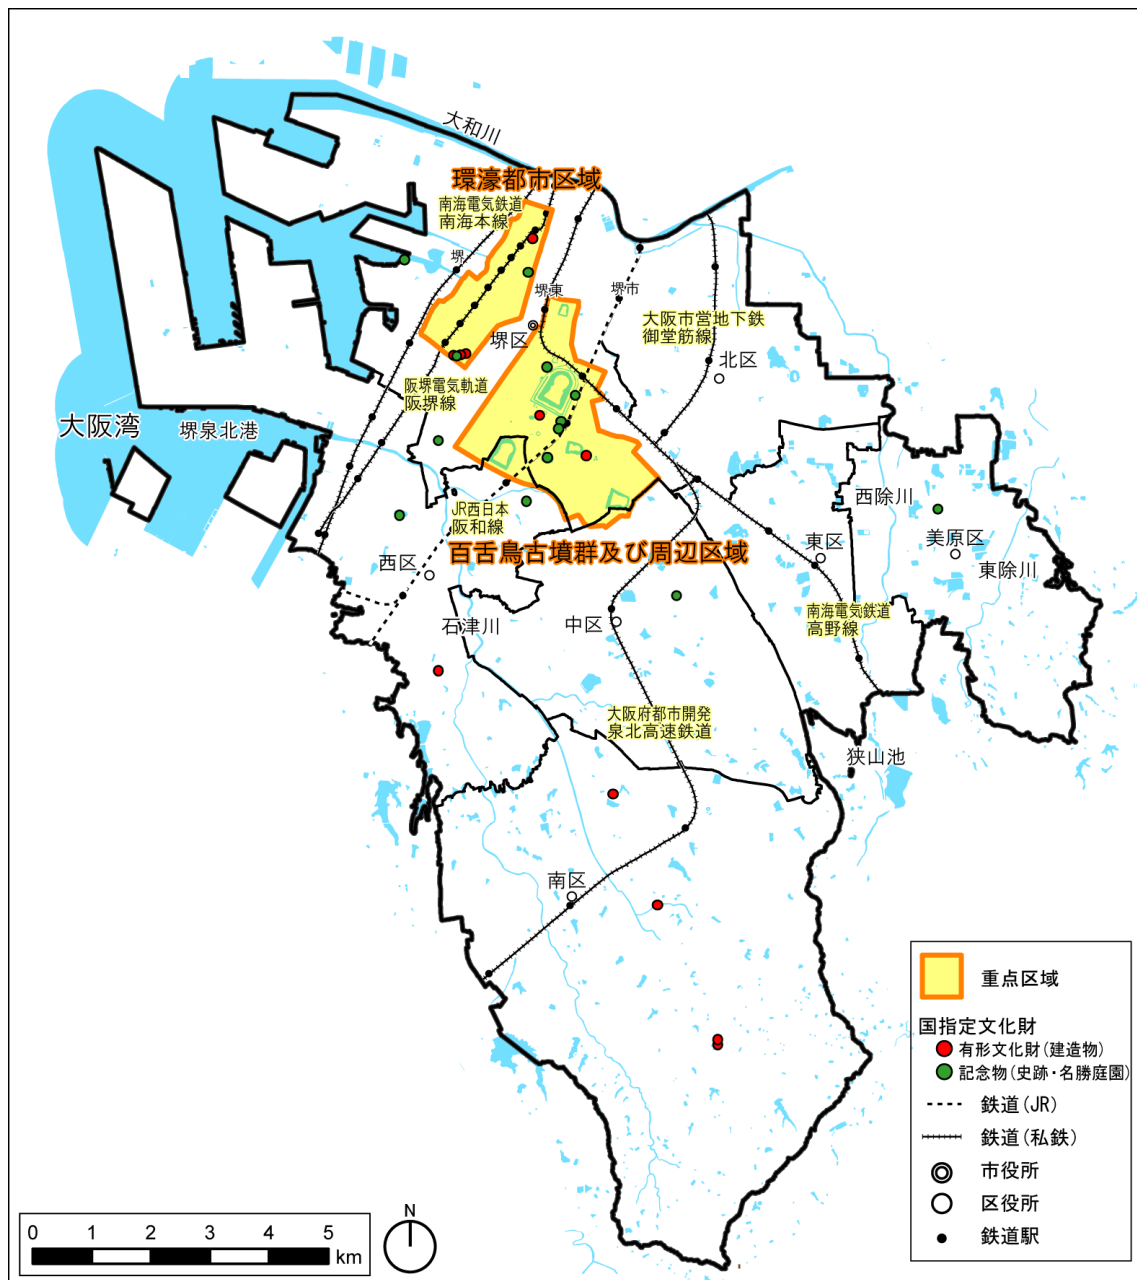 大和川
環濠都市区域
南海電気鉄道
南海本線
堺
堺東
堺市
大阪市営地下鉄
御堂筋線
堺区
北区
阪堺電気軌道
阪堺線
大阪湾
堺泉北港
西除川
JR西日本
阪和線
美原区
東区
百舌鳥古墳群及び周辺区域
西区
東除川
南海電気鉄道
高野線
石津川
中区
大阪府都市開発
泉北高速鉄道
狭山池
南区
重点区域
国指定文化財
有形文化財(建造物)
記念物(史跡・名勝庭園)
鉄道(JR)
鉄道(私鉄)
市役所
区役所
鉄道駅
0 1 2 3 4 5
km
N